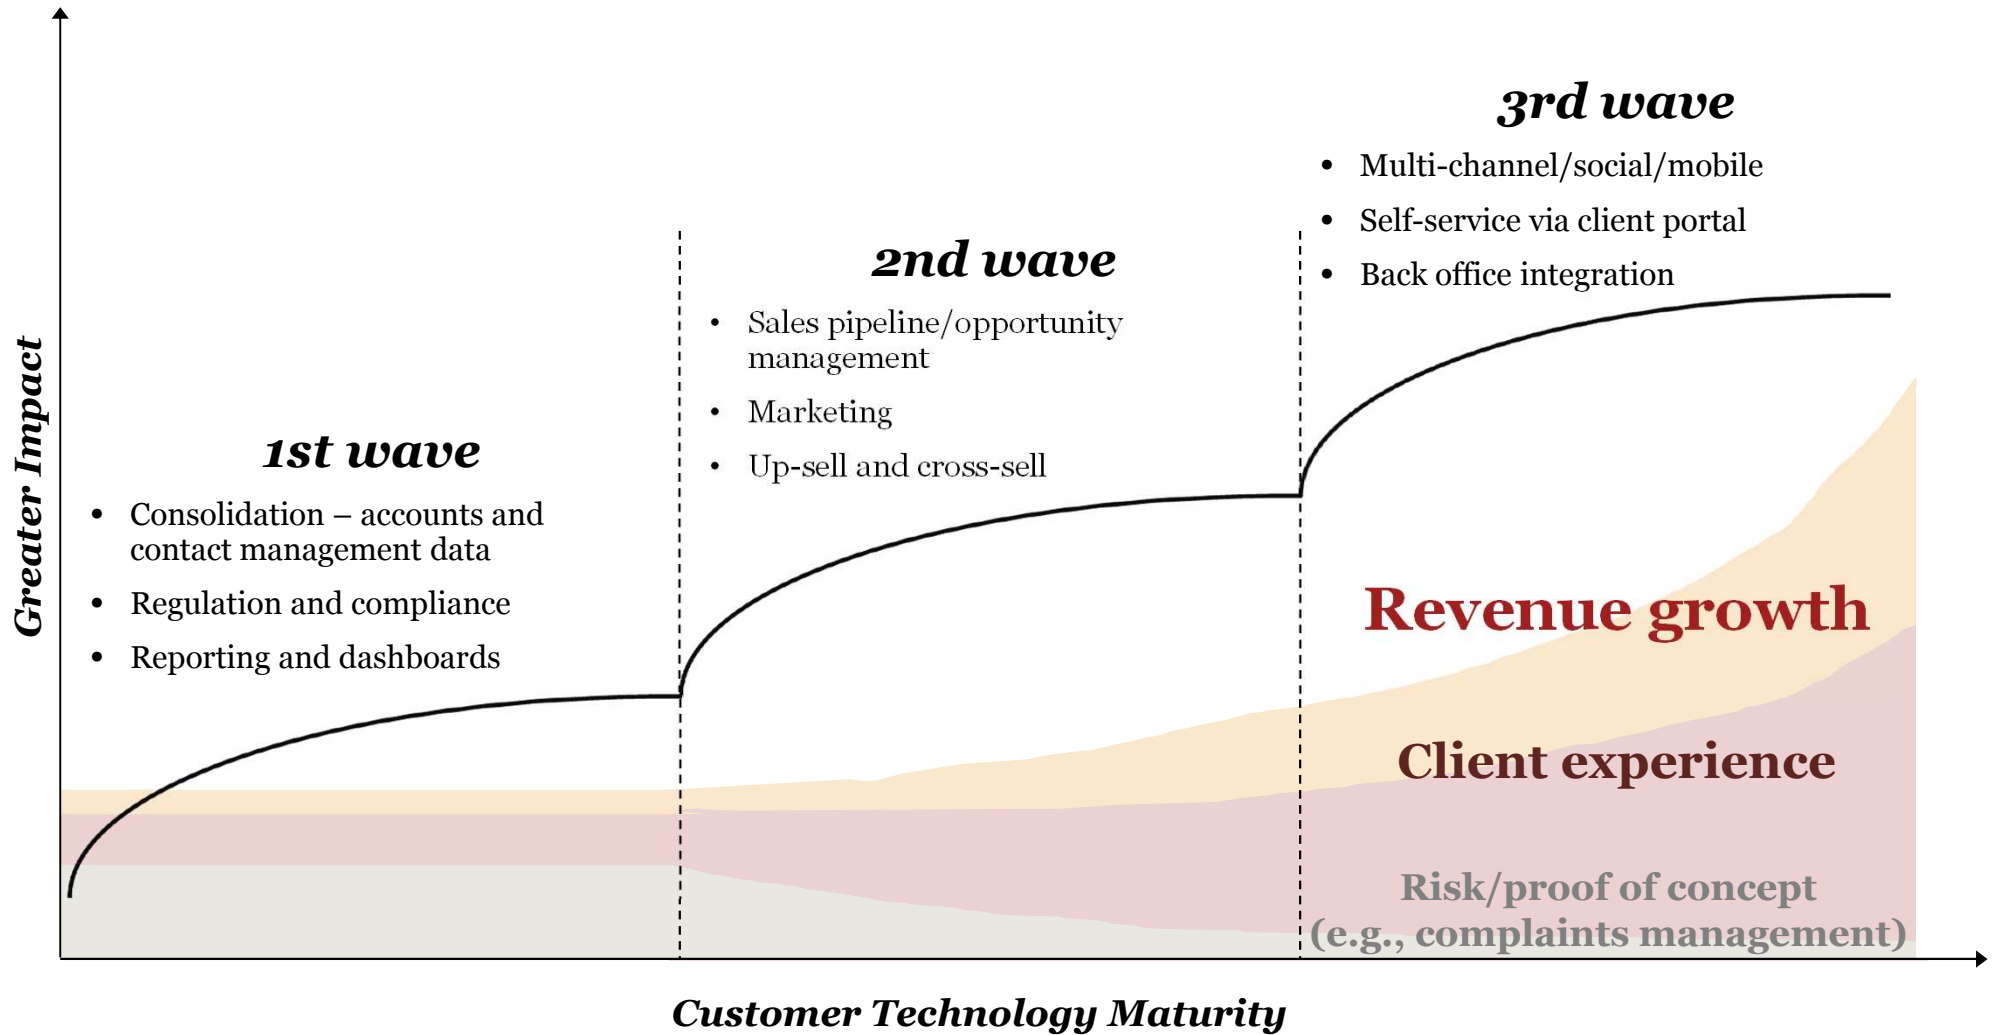 3rd wave
• Multi-channel/social/mobile
• Self-service via client portal
• Back office integration
2nd wave
• Sales pipeline/opportunity
management
• Marketing
• Up-sell and cross-sell
1st wave
• Consolidation – accounts and
contact management data
• Regulation and compliance
• Reporting and dashboards
Greater Impact
Revenue growth
Client experience
Risk/proof of concept
(e.g., complaints management)
Customer Technology Maturity